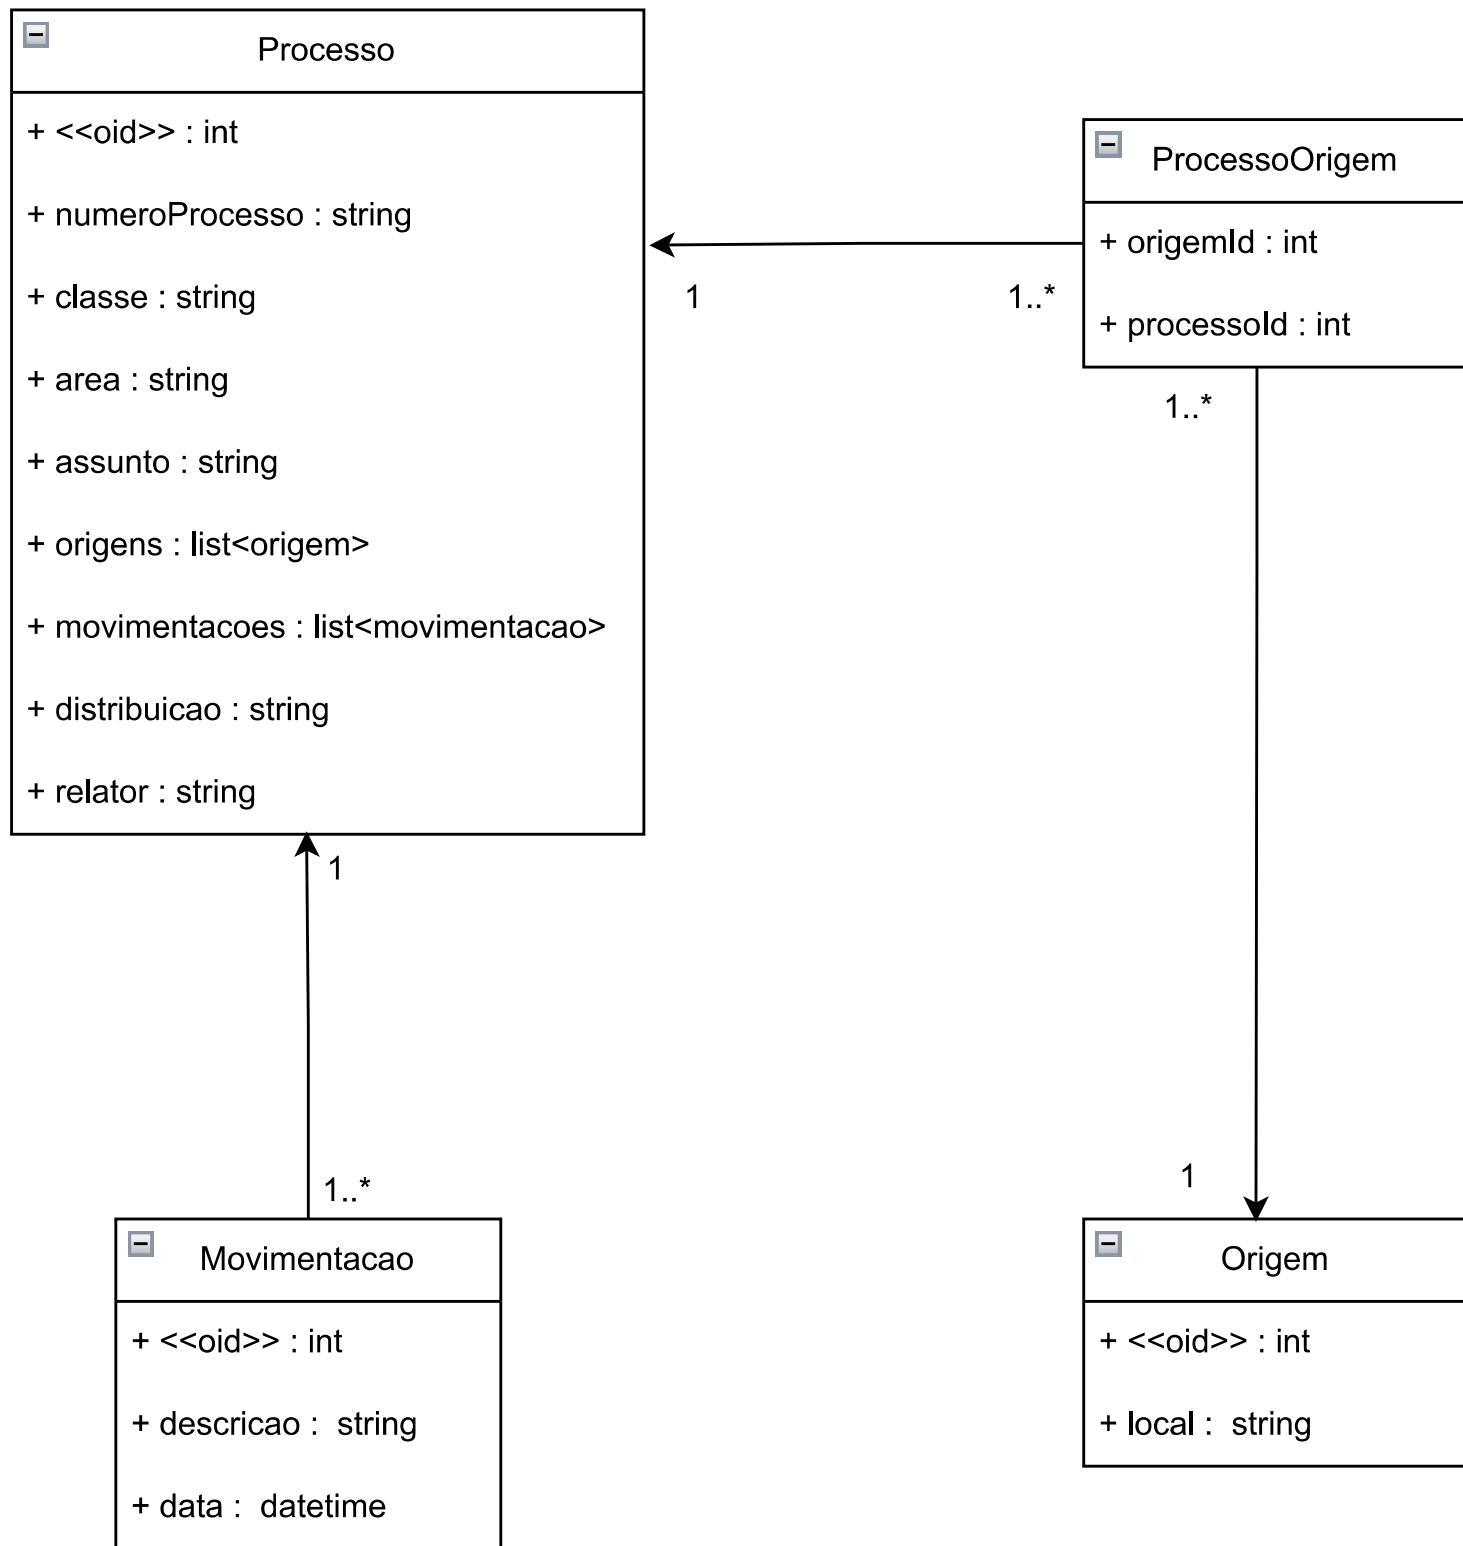 Processo
+ <<oid>> : int
+ numeroProcesso : string
+ classe : string
+ area : string
+ assunto : string
+ origens : list<origem>
+ movimentacoes : list<movimentacao>
+ distribuicao : string
+ relator : string
ProcessoOrigem
+ origemId : int
+ processoId : int
1
1..*
1..*
1
1
1..*
Movimentacao
+ <<oid>> : int
+ descricao :  string
+ data :  datetime
Origem
+ <<oid>> : int
+ local :  string